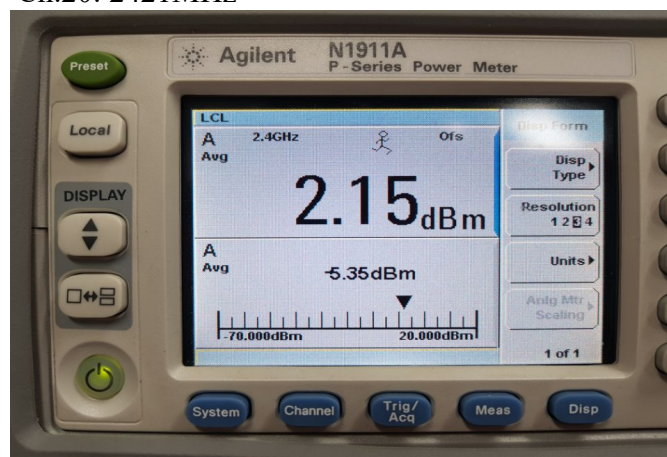 Agilent
N1911A
P-Series Power Meter
Preset
Local
DISPLAY
LCL
A
2.4GHz
Ofs
Avg
2.15dBm
A
Avg
-5.35dBm
-70.000dBm
20.000dBm
Disp Form
Disp
Type
Resolution
1 2 3 4
Units
Anlg Mtr
Scaling
1 of 1
System
Channel
Trig/
Acq
Meas
Disp